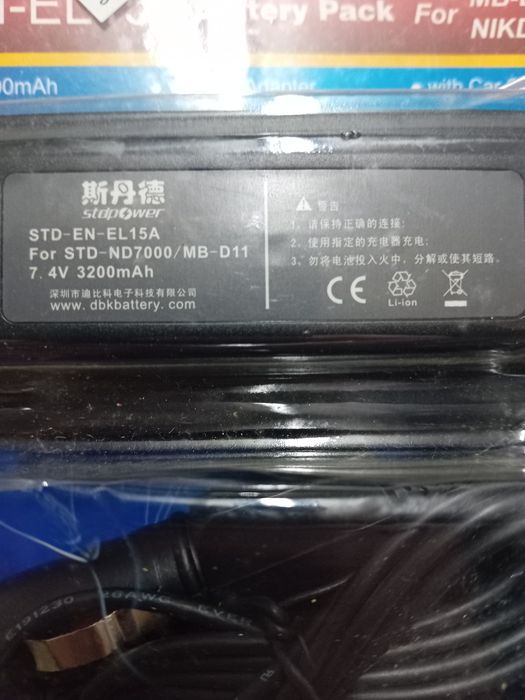 Battery Pack For
NIKO
00mAh
Adapter
with Car
斯丹德
stdpower
STD-EN-EL15A
For STD-ND7000/MB-D11
7.4V 3200mAh
深圳市迪比科电子科技有限公司
www.dbkbattery.com
警告
1、请保持正确的连接;
2、使用指定的充电器充电;
3、勿将电池投入火中，分解或使其短路。
CE
Li-ion
E191230 26AWG